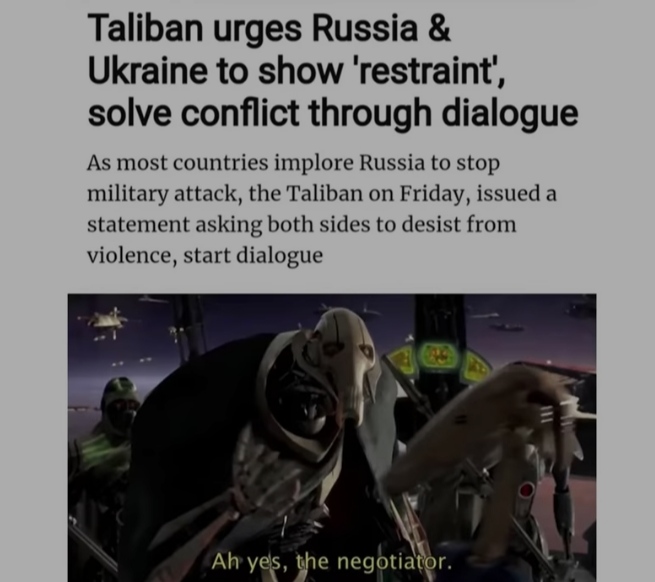 Taliban urges Russia &
Ukraine to show 'restraint',
solve conflict through dialogue
As most countries implore Russia to stop
military attack, the Taliban on Friday, issued a
statement asking both sides to desist from
violence, start dialogue
Ah yes, the negotiator.